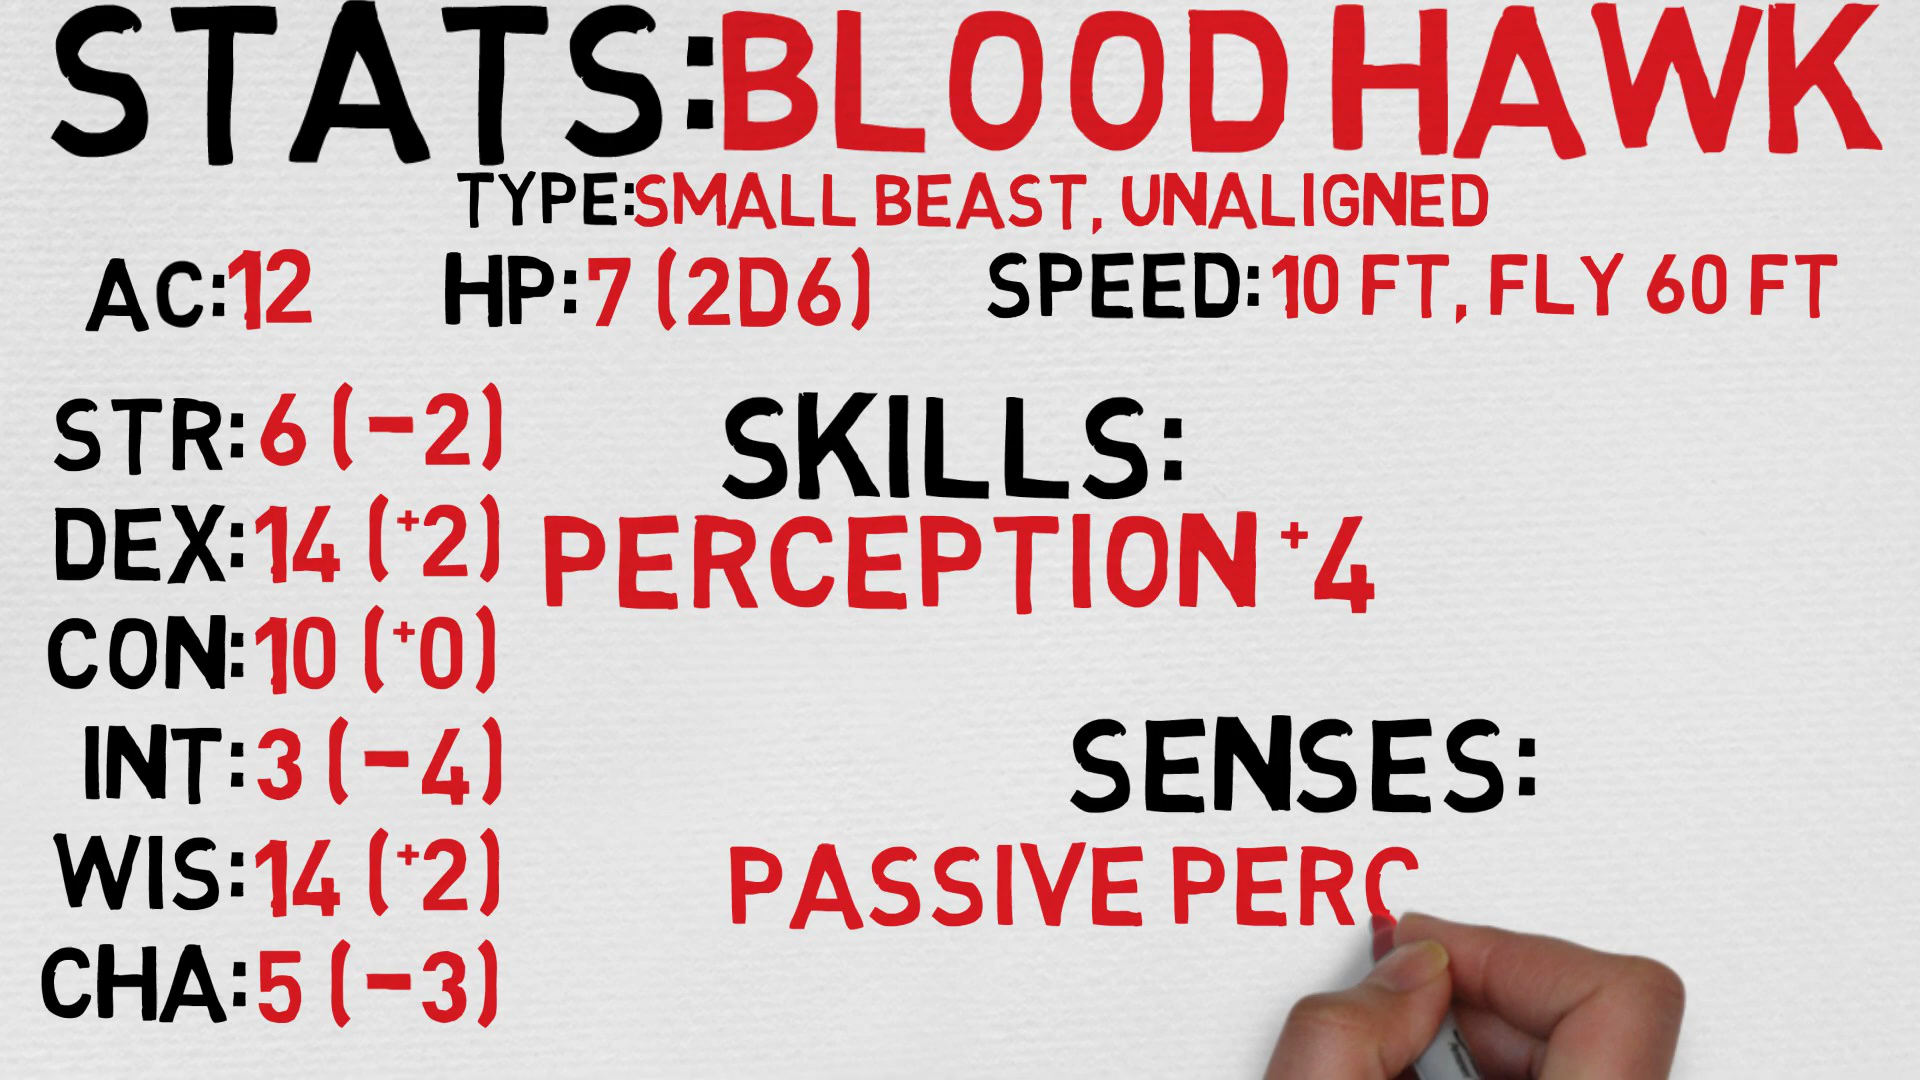 STATS: BLOOD HAWK
TYPE: SMALL BEAST, UNALIGNED
AC: 12 HP: 7 (2D6) SPEED: 10 FT, FLY 60 FT
STR: 6 (-2)
DEX: 14 (+2)
CON: 10 (+0)
INT: 3 (-4)
WIS: 14 (+2)
CHA: 5 (-3)
SKILLS:
PERCEPTION +4
SENSES:
PASSIVE PERC